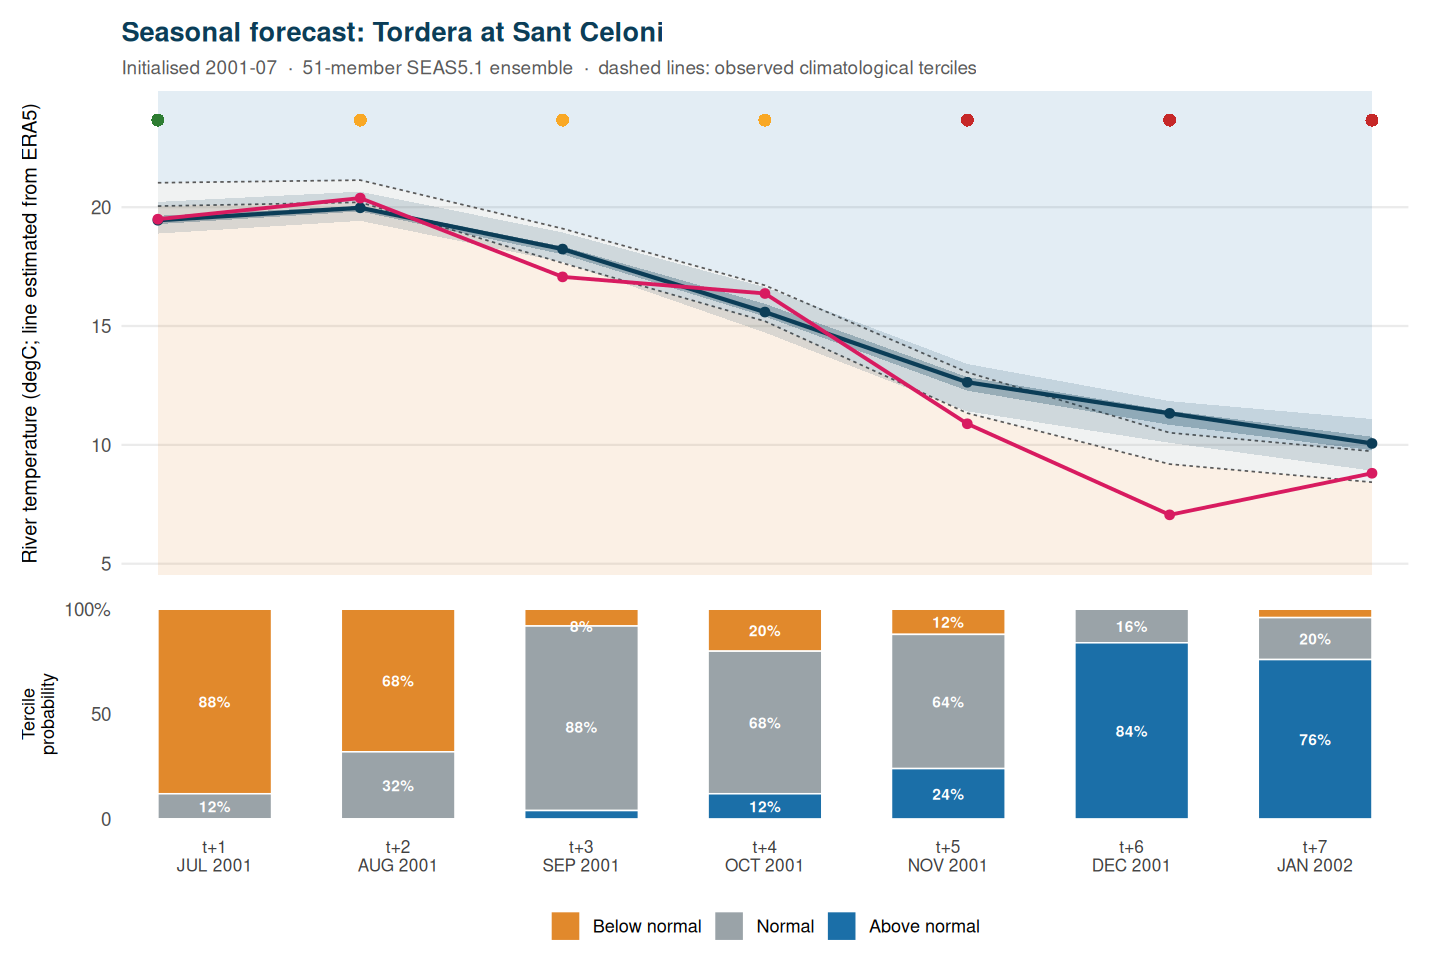 Seasonal forecast: Tordera at Sant Celoni
Initialised 2001-07 · 51-member SEAS5.1 ensemble · dashed lines: observed climatological terciles
River temperature (degC; line estimated from ERA5)
20
15
10
5
Tercile
probability
100%
50
0
88%
12%
68%
32%
8%
88%
20%
68%
12%
12%
64%
24%
16%
84%
20%
76%
t+1
JUL 2001
t+2
AUG 2001
t+3
SEP 2001
t+4
OCT 2001
t+5
NOV 2001
t+6
DEC 2001
t+7
JAN 2002
Below normal
Normal
Above normal